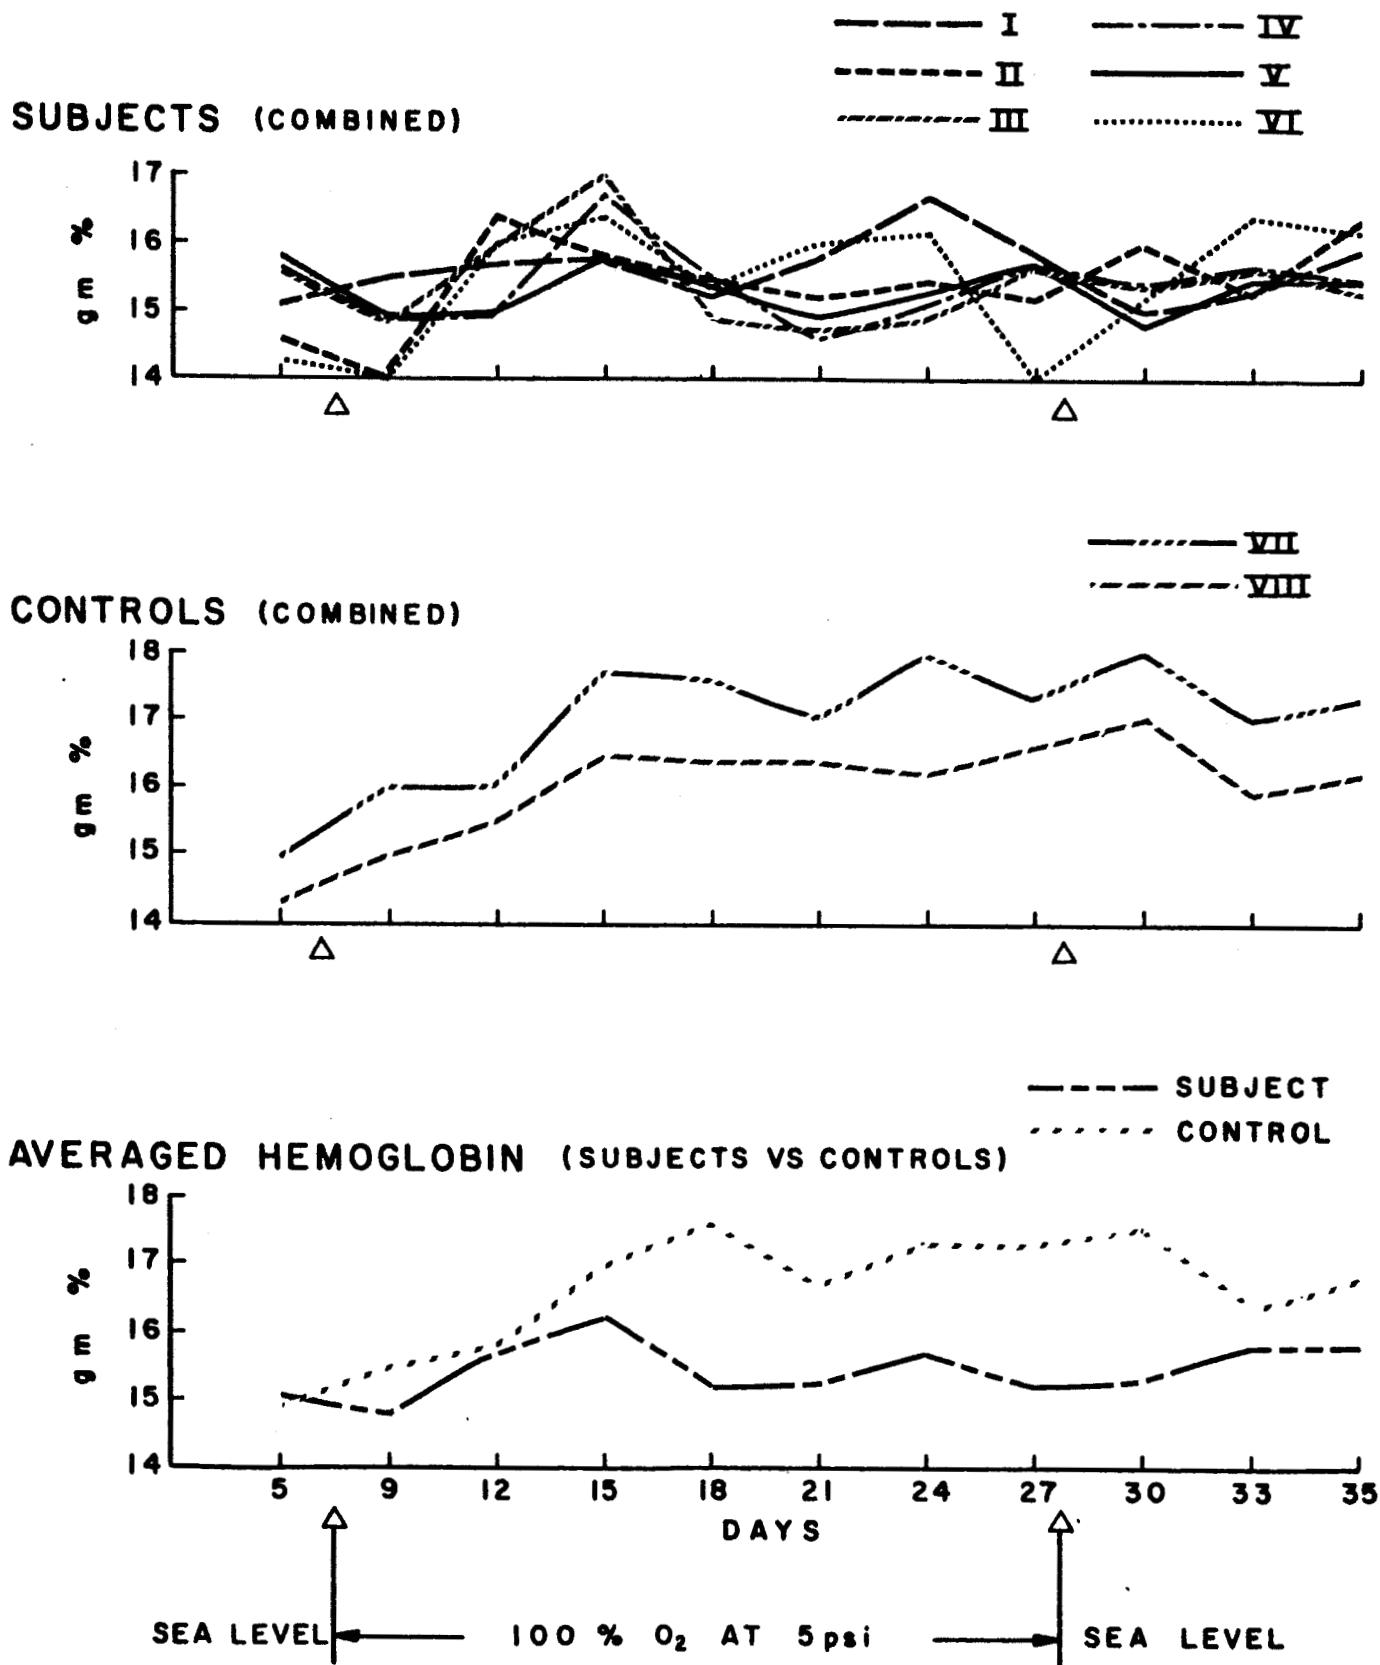 I IV
II V
SUBJECTS (COMBINED)
III VI
17
16
15
14
gm %
VII
VIII
CONTROLS (COMBINED)
18
17
16
15
14
gm %
SUBJECT
CONTROL
AVERAGED HEMOGLOBIN (SUBJECTS VS CONTROLS)
18
17
16
15
14
gm %
5 9 12 15 18 21 24 27 30 33 35
DAYS
SEA LEVEL 100 % O₂ AT 5 psi SEA LEVEL